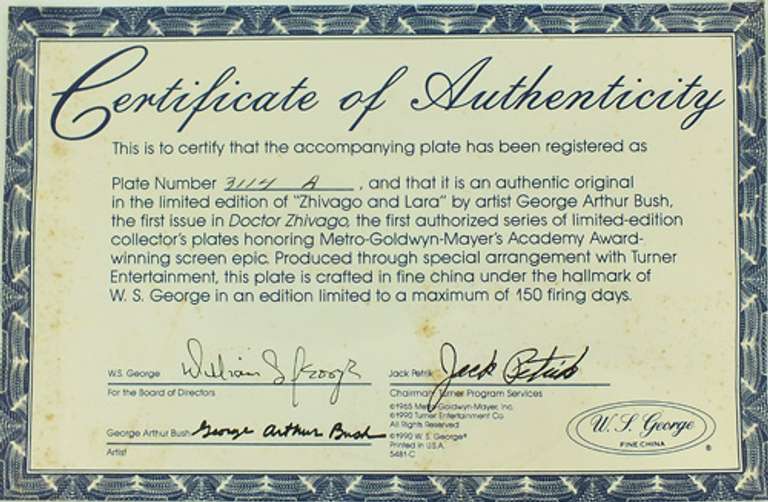 Certificate of Authenticity
This is to certify that the accompanying plate has been registered as
Plate Number 3114 A, and that it is an authentic original
in the limited edition of "Zhivago and Lara" by artist George Arthur Bush,
the first issue in Doctor Zhivago, the first authorized series of limited-edition
collector's plates honoring Metro-Goldwyn-Mayer's Academy Award-
winning screen epic. Produced through special arrangement with Turner
Entertainment, this plate is crafted in fine china under the hallmark of
W. S. George in an edition limited to a maximum of 150 firing days.
W.S. George William S George
For the Board of Directors
George Arthur Bush George Arthur Bush
Artist
Jack Petrik Jack Petrik
Chairman, Turner Program Services
©1965 Metro-Goldwyn-Mayer, Inc.
©1990 Turner Entertainment Co.
All Rights Reserved
©1990 W. S. George®
Printed in U.S.A.
5481-C
W. S. George
FINE CHINA
®